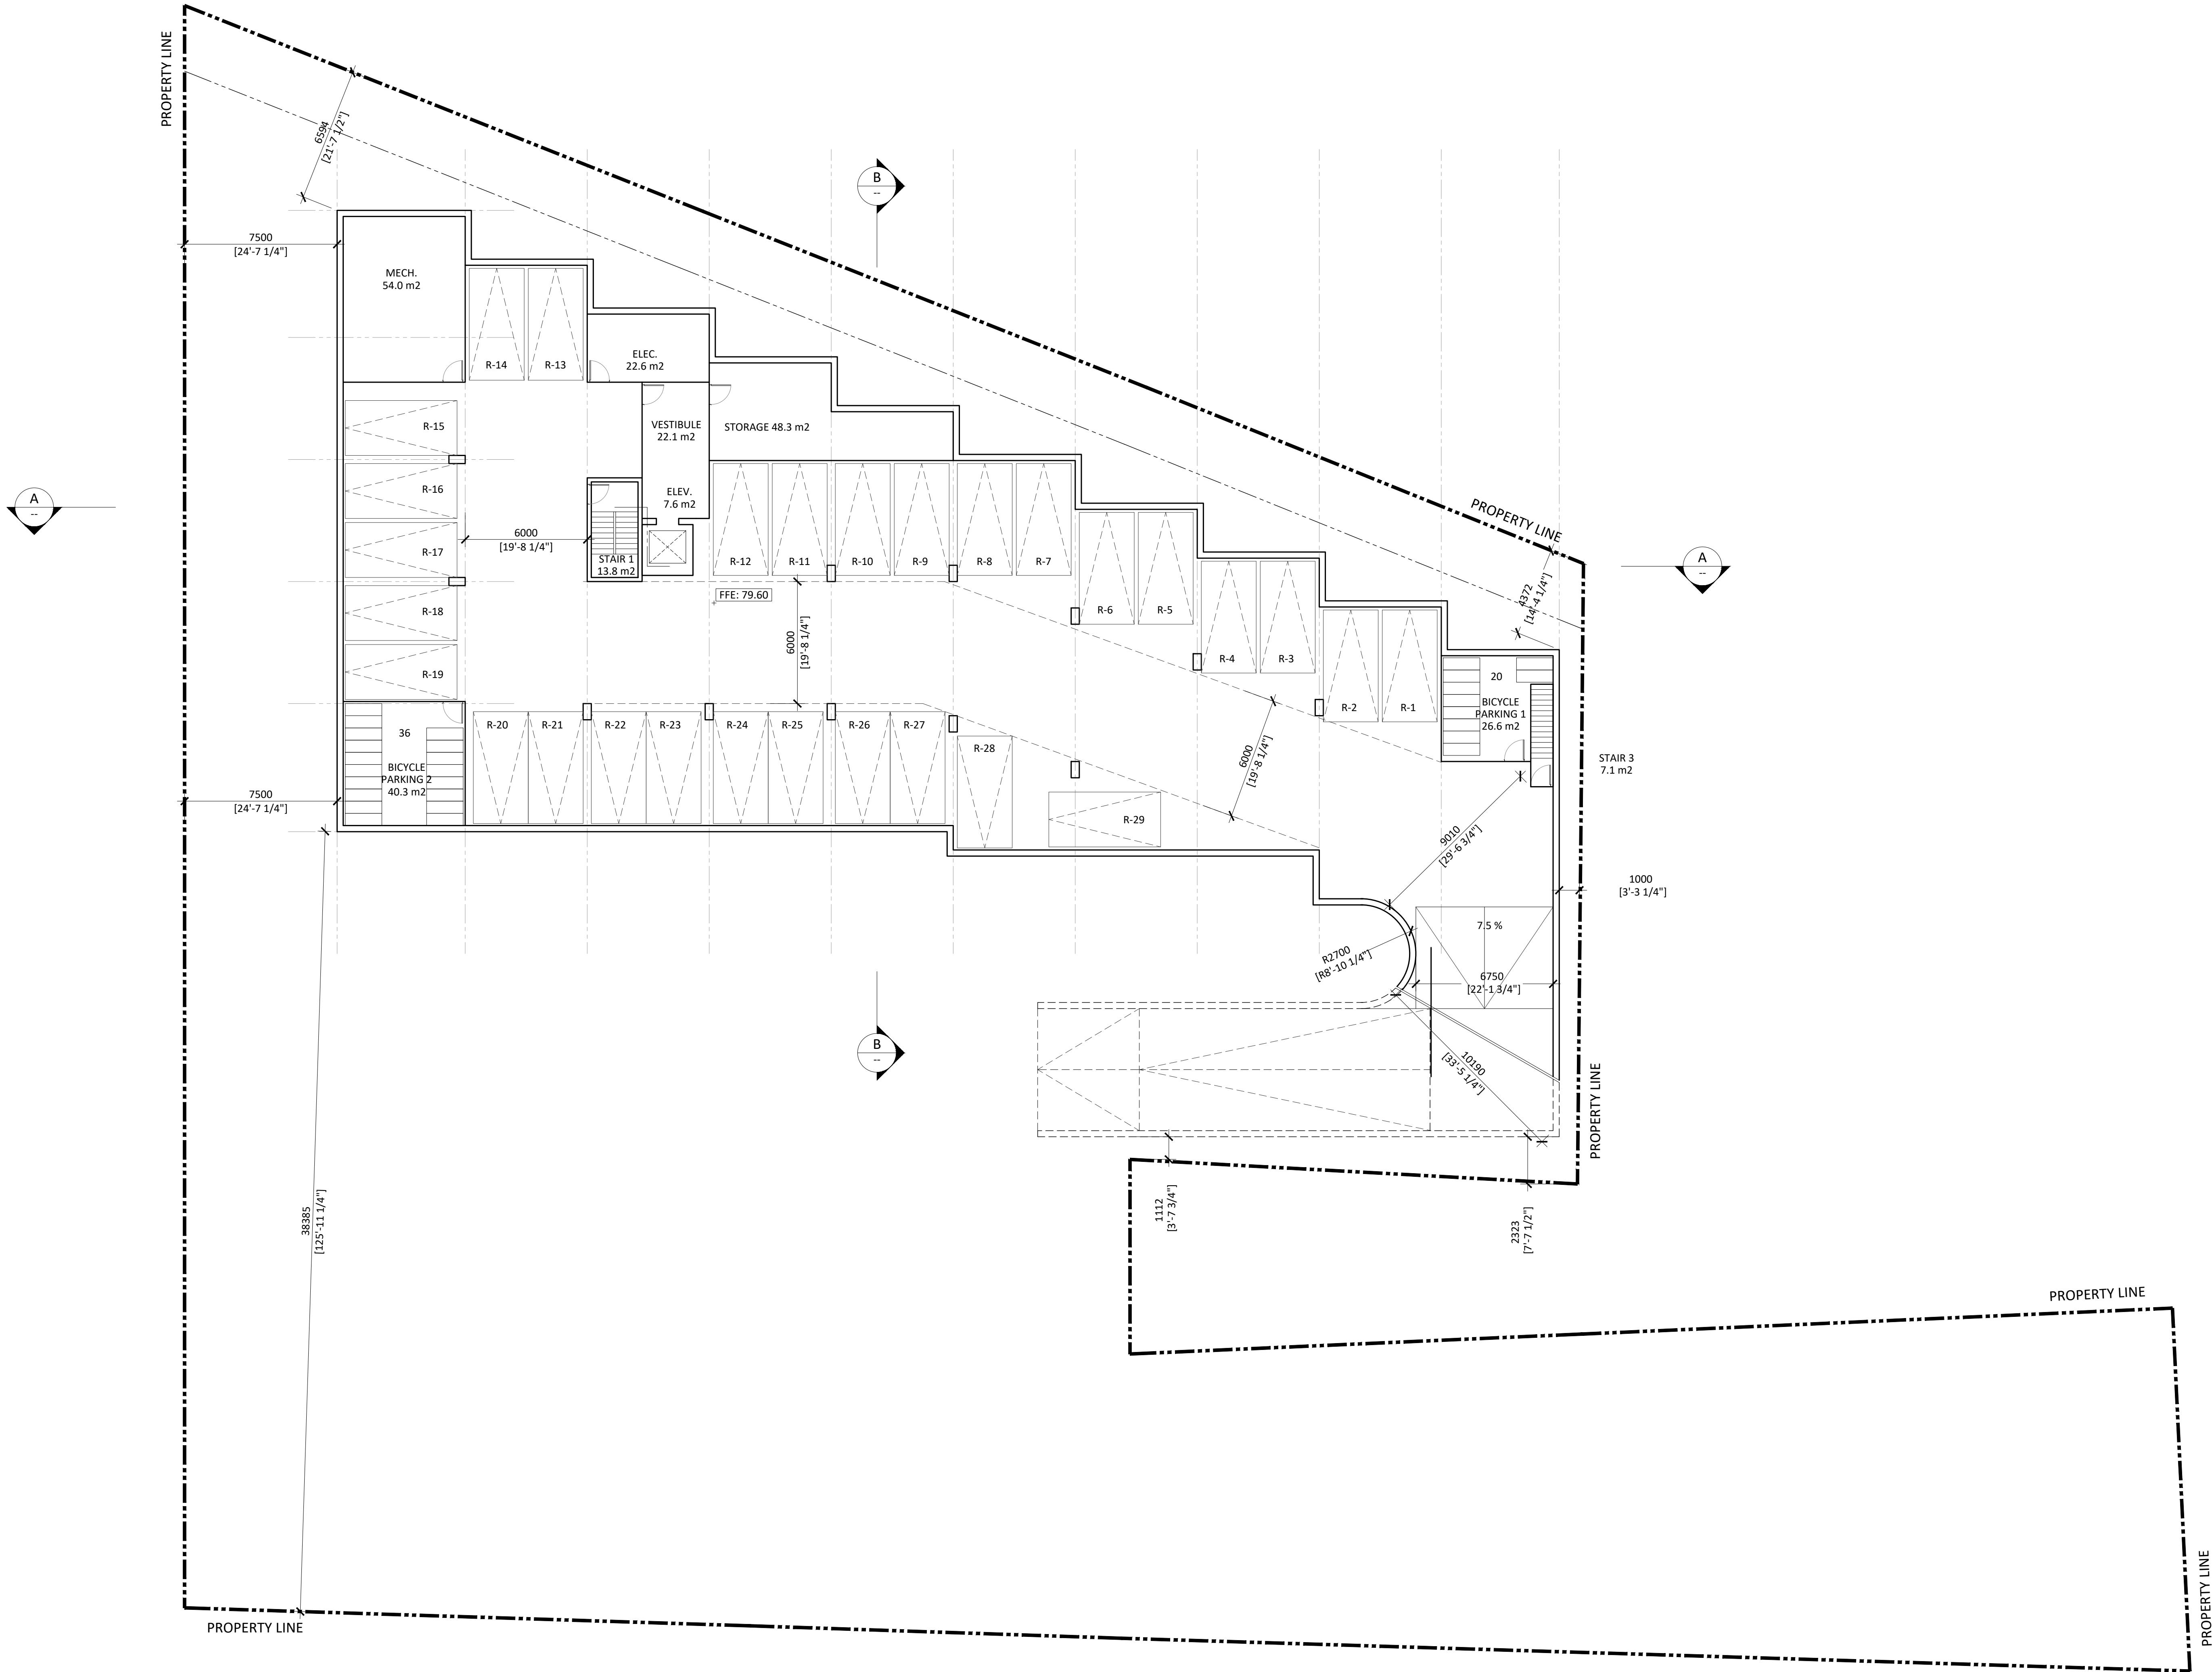 PROPERTY LINE
6594
[21'-7 1/2"]
B
--
7500
[24'-7 1/4"]
MECH.
54.0 m2
R-14
R-13
ELEC.
22.6 m2
R-15
VESTIBULE
22.1 m2
STORAGE 48.3 m2
R-16
ELEV.
7.6 m2
A
--
PROPERTY LINE
6000
[19'-8 1/4"]
R-17
STAIR 1
13.8 m2
R-12
R-11
R-10
R-9
R-8
R-7
A
--
4372
[14'-4 1/4"]
FFE: 79.60
R-18
R-6
R-5
6000
[19'-8 1/4"]
R-4
R-3
R-19
20
BICYCLE
PARKING 1
26.6 m2
R-2
R-1
36
R-20
R-21
R-22
R-23
R-24
R-25
R-26
R-27
R-28
BICYCLE
PARKING 2
40.3 m2
6000
[19'-8 1/4"]
STAIR 3
7.1 m2
7500
[24'-7 1/4"]
R-29
9010
[29'-6 3/4"]
1000
[3'-3 1/4"]
7.5 %
R2700
[R8'-10 1/4"]
6750
[22'-1 3/4"]
B
--
10190
[33'-5 1/4"]
PROPERTY LINE
38385
[125'-11 1/4"]
1112
[3'-7 3/4"]
2323
[7'-7 1/2"]
PROPERTY LINE
PROPERTY LINE
PROPERTY LINE